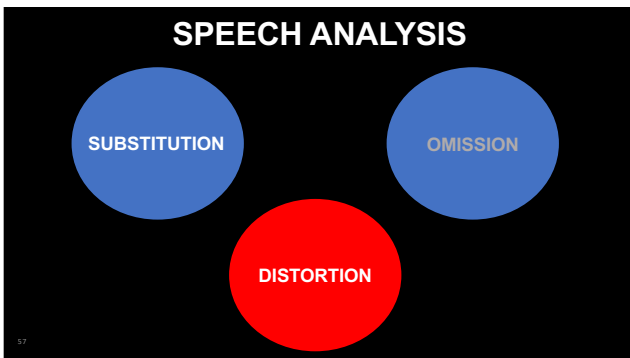 SPEECH ANALYSIS
SUBSTITUTION
OMISSION
DISTORTION
57